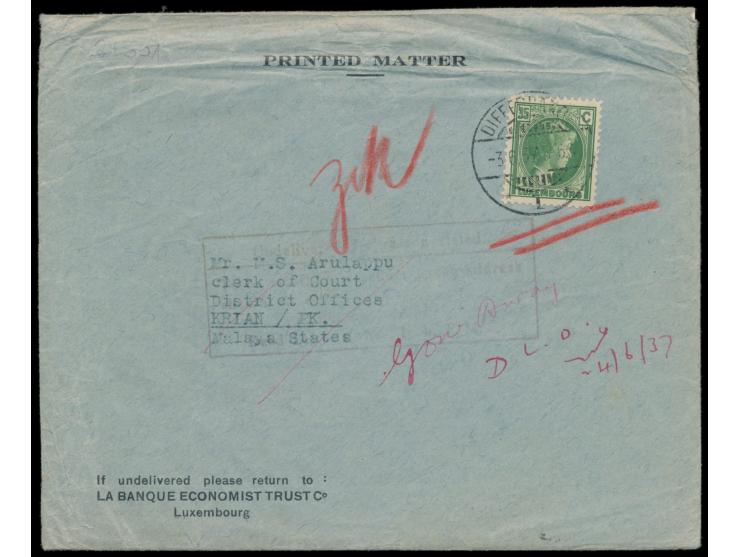 PRINTED MATTER
35 C
LUXEMBOURG
Mr. M.S. Arulappu
clerk of Court
District Offices
KRIAN / PK.
Malaya States
Gone Away
D L O
4/6/37
If undelivered please return to :
LA BANQUE ECONOMIST TRUST Co
Luxembourg